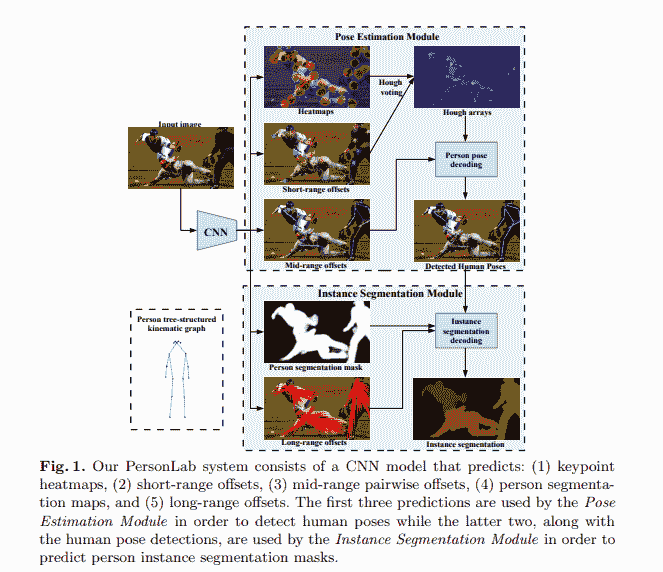 Pose Estimation Module
Heatmaps
Hough
voting
Hough arrays
Input image
Short-range offsets
Person pose
decoding
CNN
Mid-range offsets
Detected Human Poses
Instance Segmentation Module
Person tree-structured
kinematic graph
Instance
segmentation
decoding
Person segmentation mask
Long-range offsets
Instance segmentation
Fig. 1. Our PersonLab system consists of a CNN model that predicts: (1) keypoint
heatmaps, (2) short-range offsets, (3) mid-range pairwise offsets, (4) person segmenta-
tion maps, and (5) long-range offsets. The first three predictions are used by the Pose
Estimation Module in order to detect human poses while the latter two, along with
the human pose detections, are used by the Instance Segmentation Module in order to
predict person instance segmentation masks.